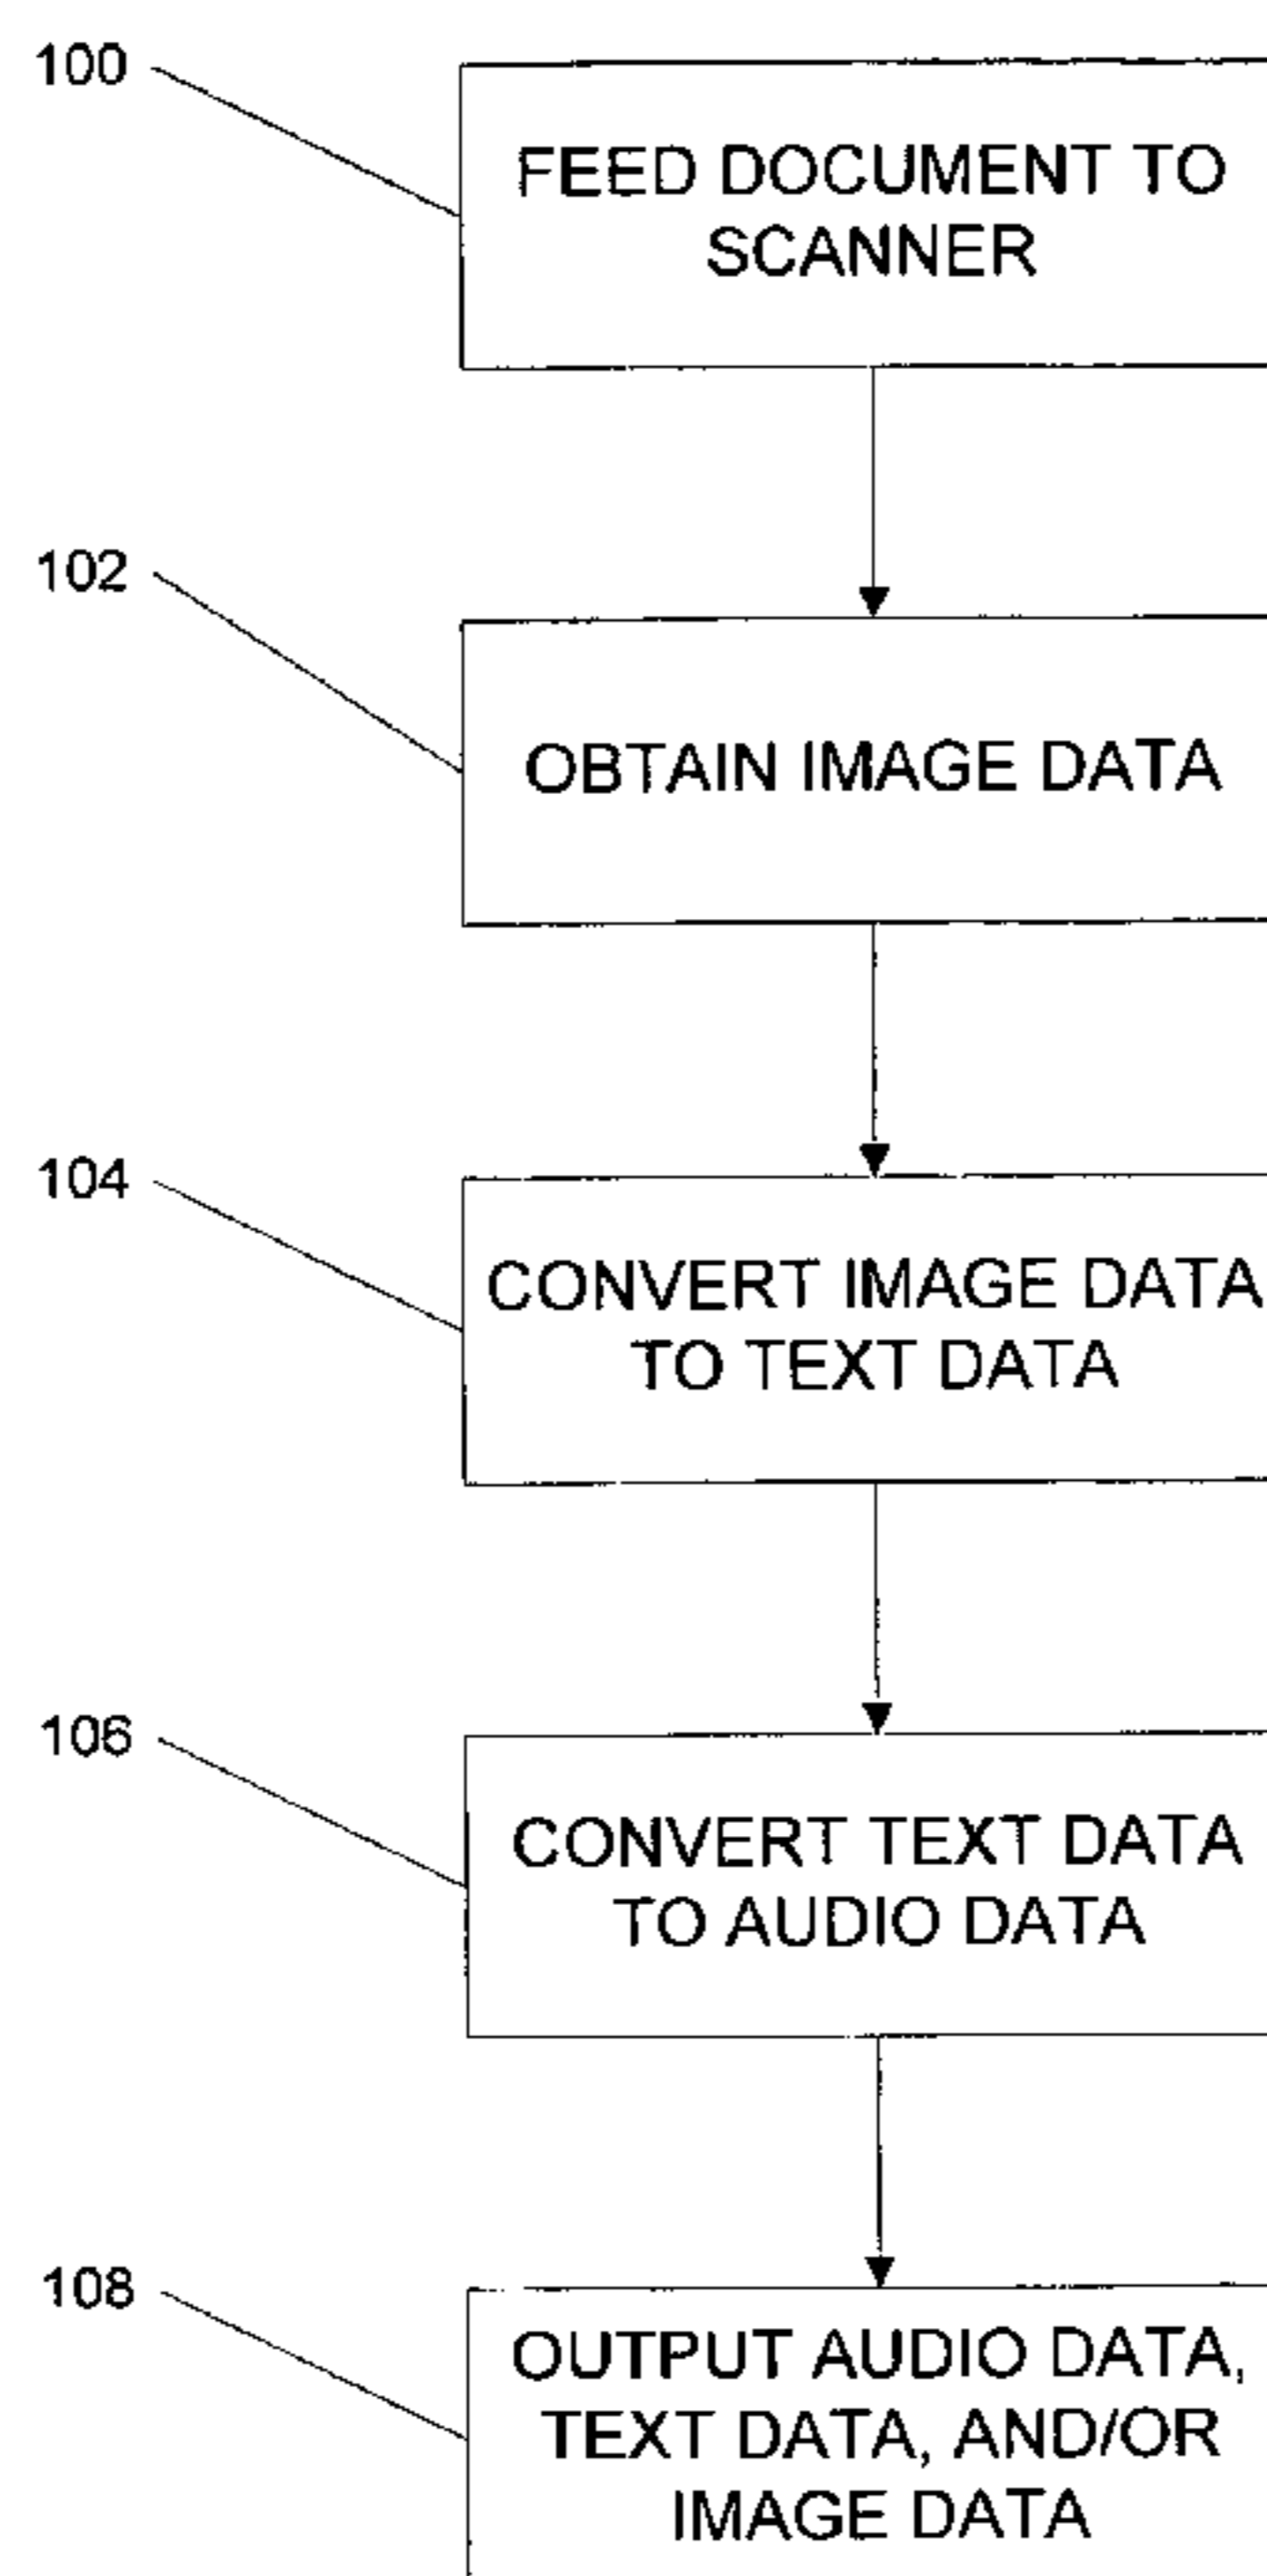 100
FEED DOCUMENT TO
SCANNER
102
OBTAIN IMAGE DATA
104
CONVERT IMAGE DATA
TO TEXT DATA
106
CONVERT TEXT DATA
TO AUDIO DATA
108
OUTPUT AUDIO DATA,
TEXT DATA, AND/OR
IMAGE DATA